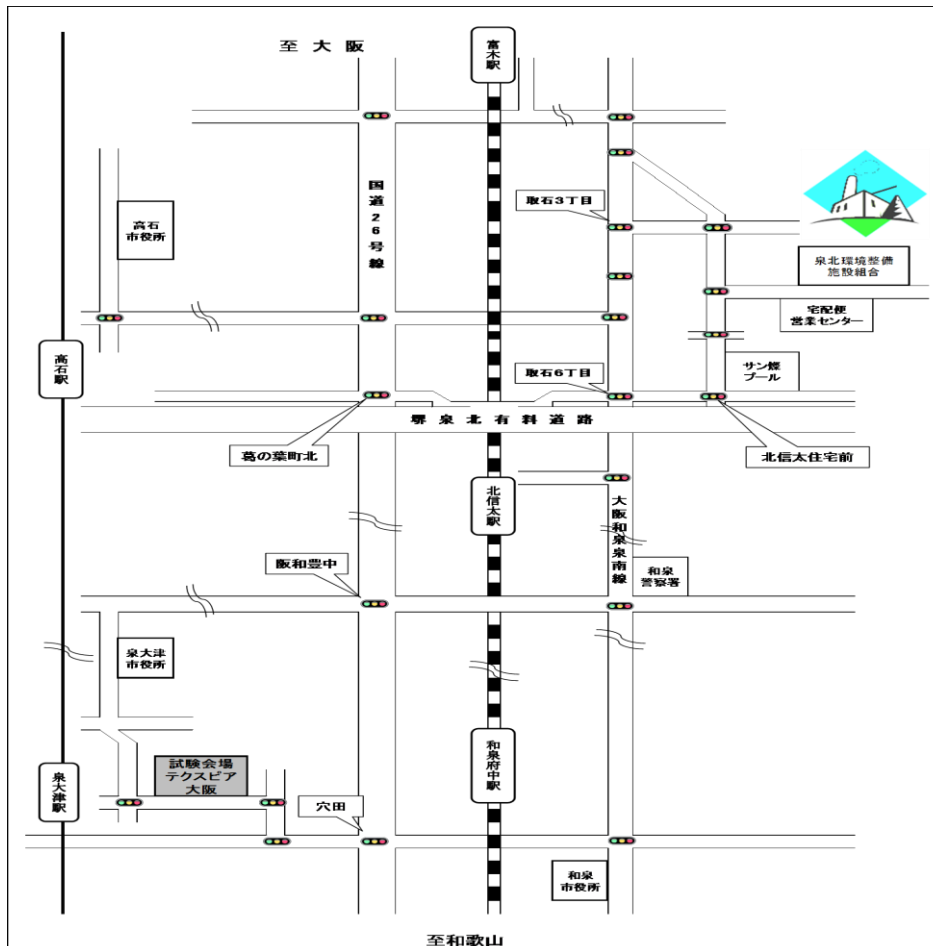 至大阪
富木駅
国道26号線
取石3丁目
高石
市役所
泉北環境整備
施設組合
宅配便
営業センター
高石駅
サン燦
プール
取石6丁目
堺泉北有料道路
葛の葉町北
北信太住宅前
北信太駅
大阪和泉泉南線
阪和豊中
和泉
警察署
泉大津
市役所
和泉府中駅
試験会場
テクスピア
大阪
泉大津駅
穴田
和泉
市役所
至和歌山